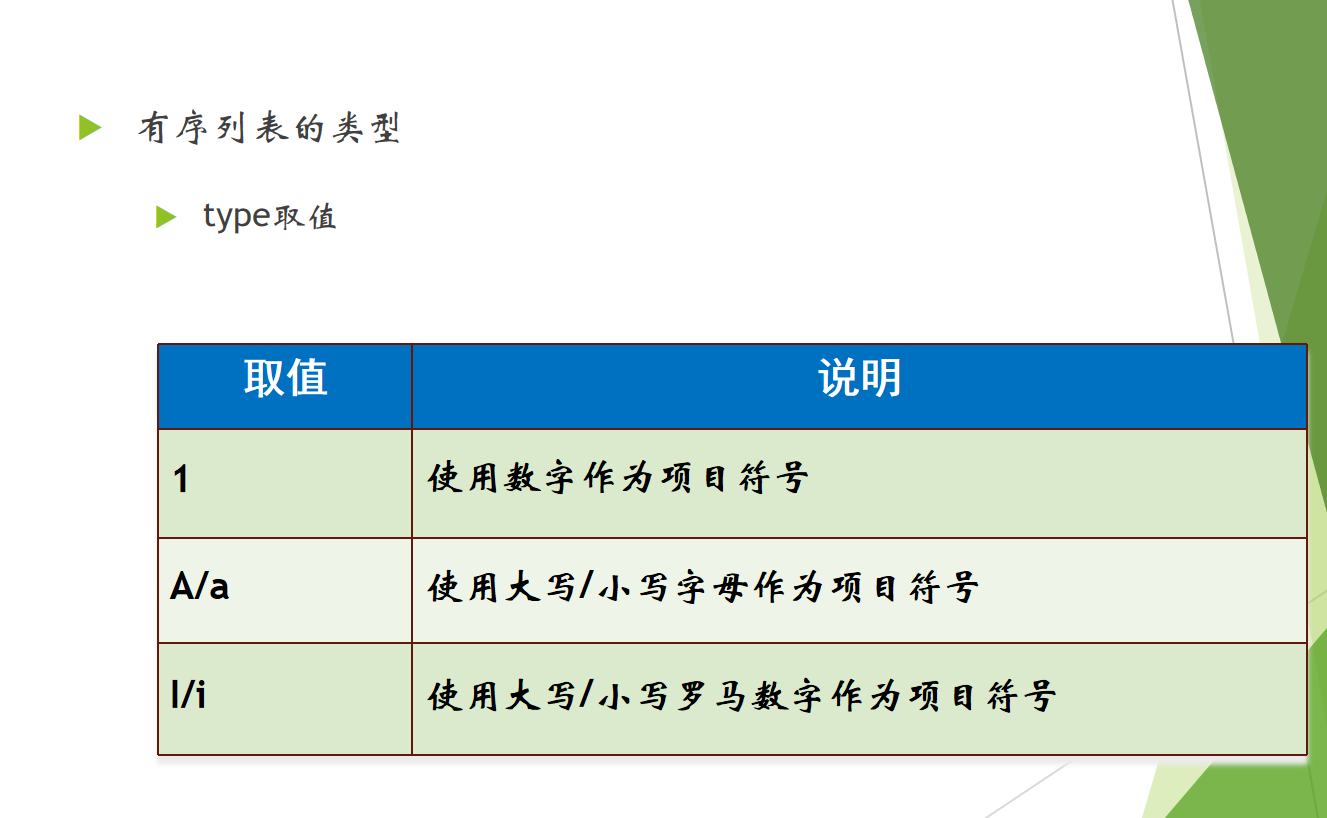 有序列表的类型
type取值
取值 说明
1 使用数字作为项目符号
A/a 使用大写/小写字母作为项目符号
I/i 使用大写/小写罗马数字作为项目符号